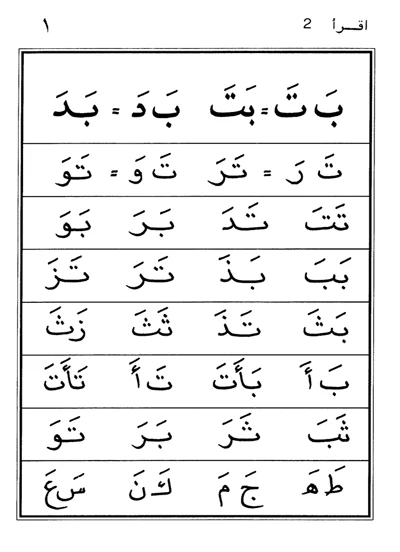 اقــرأ 2 ١
بَ تَ = بَتَ بَ دَ = بَدَ
تَ رَ = تَرَ تَ وَ = تَوَ
تَتَ تَدَ بَرَ بَوَ
بَبَ بَذَ تَرَ تَزَ
بَثَ تَذَ ثَثَ زَثَ
بَ أَ بَأَتَ تَ أَ تَأَتَ
ثَبَ ثَرَ بَرَ تَوَ
طَ هَ جَ مَ كَ نَ سَ عَ